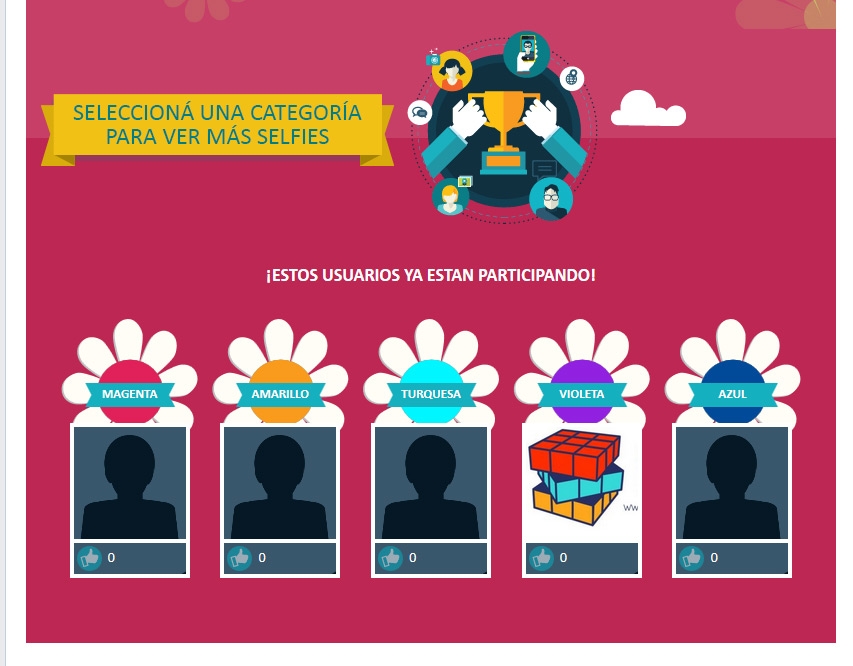 SELECCIONÁ UNA CATEGORÍA
PARA VER MÁS SELFIES
¡ESTOS USUARIOS YA ESTAN PARTICIPANDO!
MAGENTA
AMARILLO
TURQUESA
VIOLETA
AZUL
ww
0
0
0
0
0